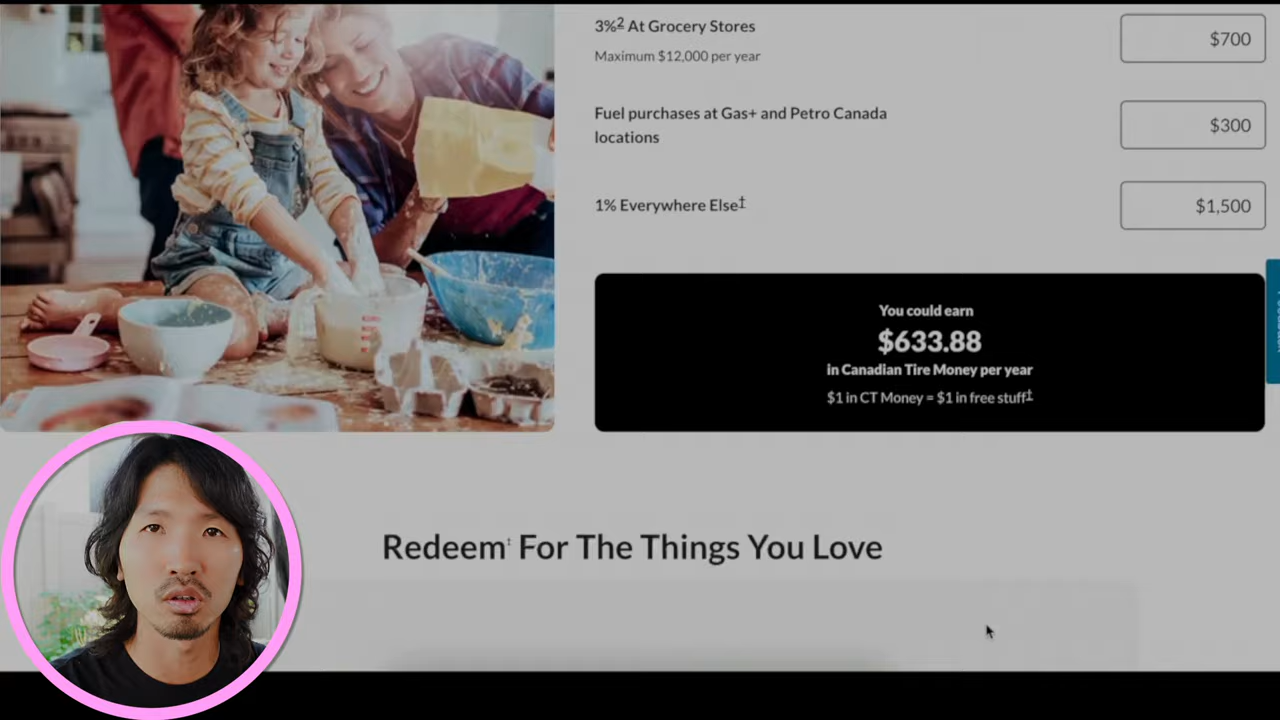 3%2 At Grocery Stores
$700
Maximum $12,000 per year
Fuel purchases at Gas+ and Petro Canada
locations
$300
1% Everywhere Else‡
$1,500
You could earn
$633.88
in Canadian Tire Money per year
$1 in CT Money = $1 in free stuff‡
Redeem‡ For The Things You Love